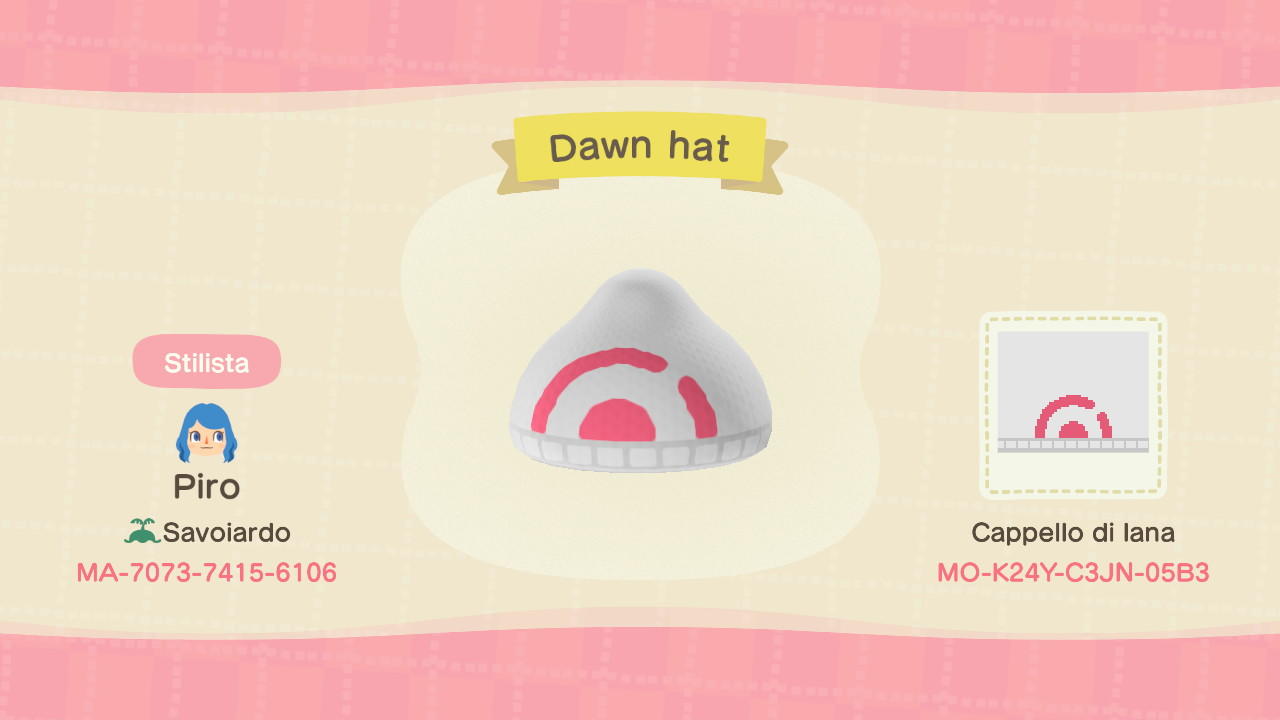 Dawn hat
Stilista
Piro
Savoiardo
MA-7073-7415-6106
Cappello di lana
MO-K24Y-C3JN-05B3